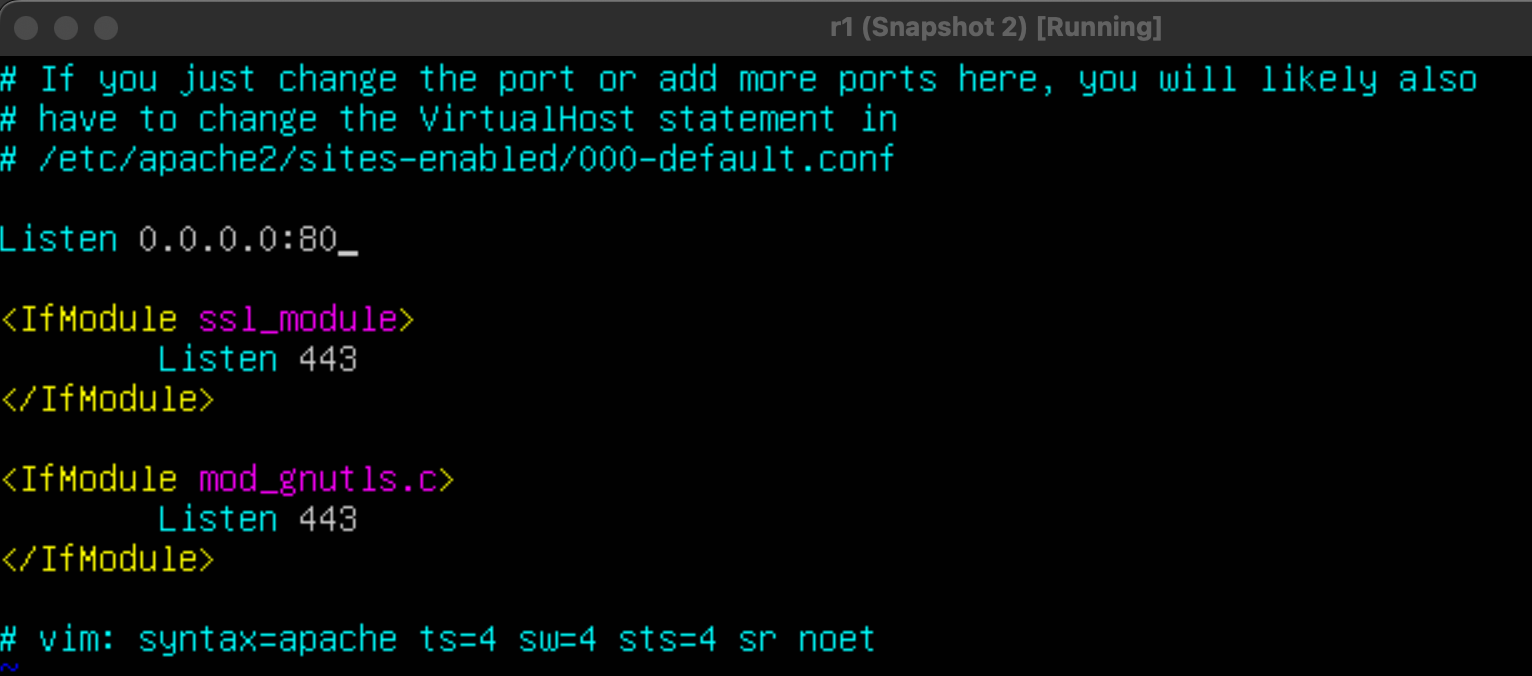 r1 (Snapshot 2) [Running]
# If you just change the port or add more ports here, you will likely also
# have to change the VirtualHost statement in
# /etc/apache2/sites-enabled/000-default.conf
Listen 0.0.0.0:80_
<IfModule ssl_module>
Listen 443
</IfModule>
<IfModule mod_gnutls.c>
Listen 443
</IfModule>
# vim: syntax=apache ts=4 sw=4 sts=4 sr noet
~